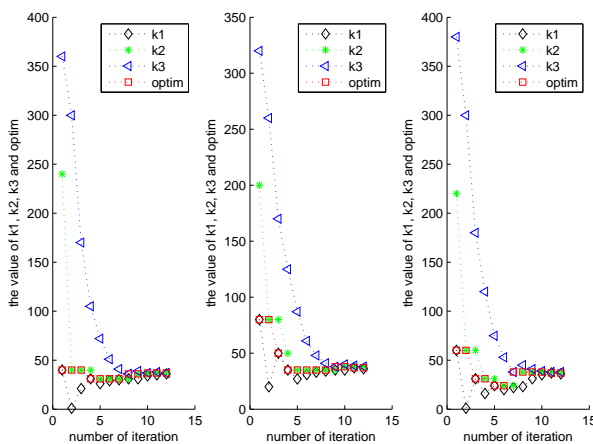 k1
k2
k3
optim
400
350
300
250
200
150
100
50
0
0
5
10
15
number of iteration
the value of k1, k2, k3 and optim
k1
k2
k3
optim
350
300
250
200
150
100
50
0
0
5
10
15
number of iteration
the value of k1, k2, k3 and optim
k1
k2
k3
optim
400
350
300
250
200
150
100
50
0
0
5
10
15
number of iteration
the value of k1, k2, k3 and optim